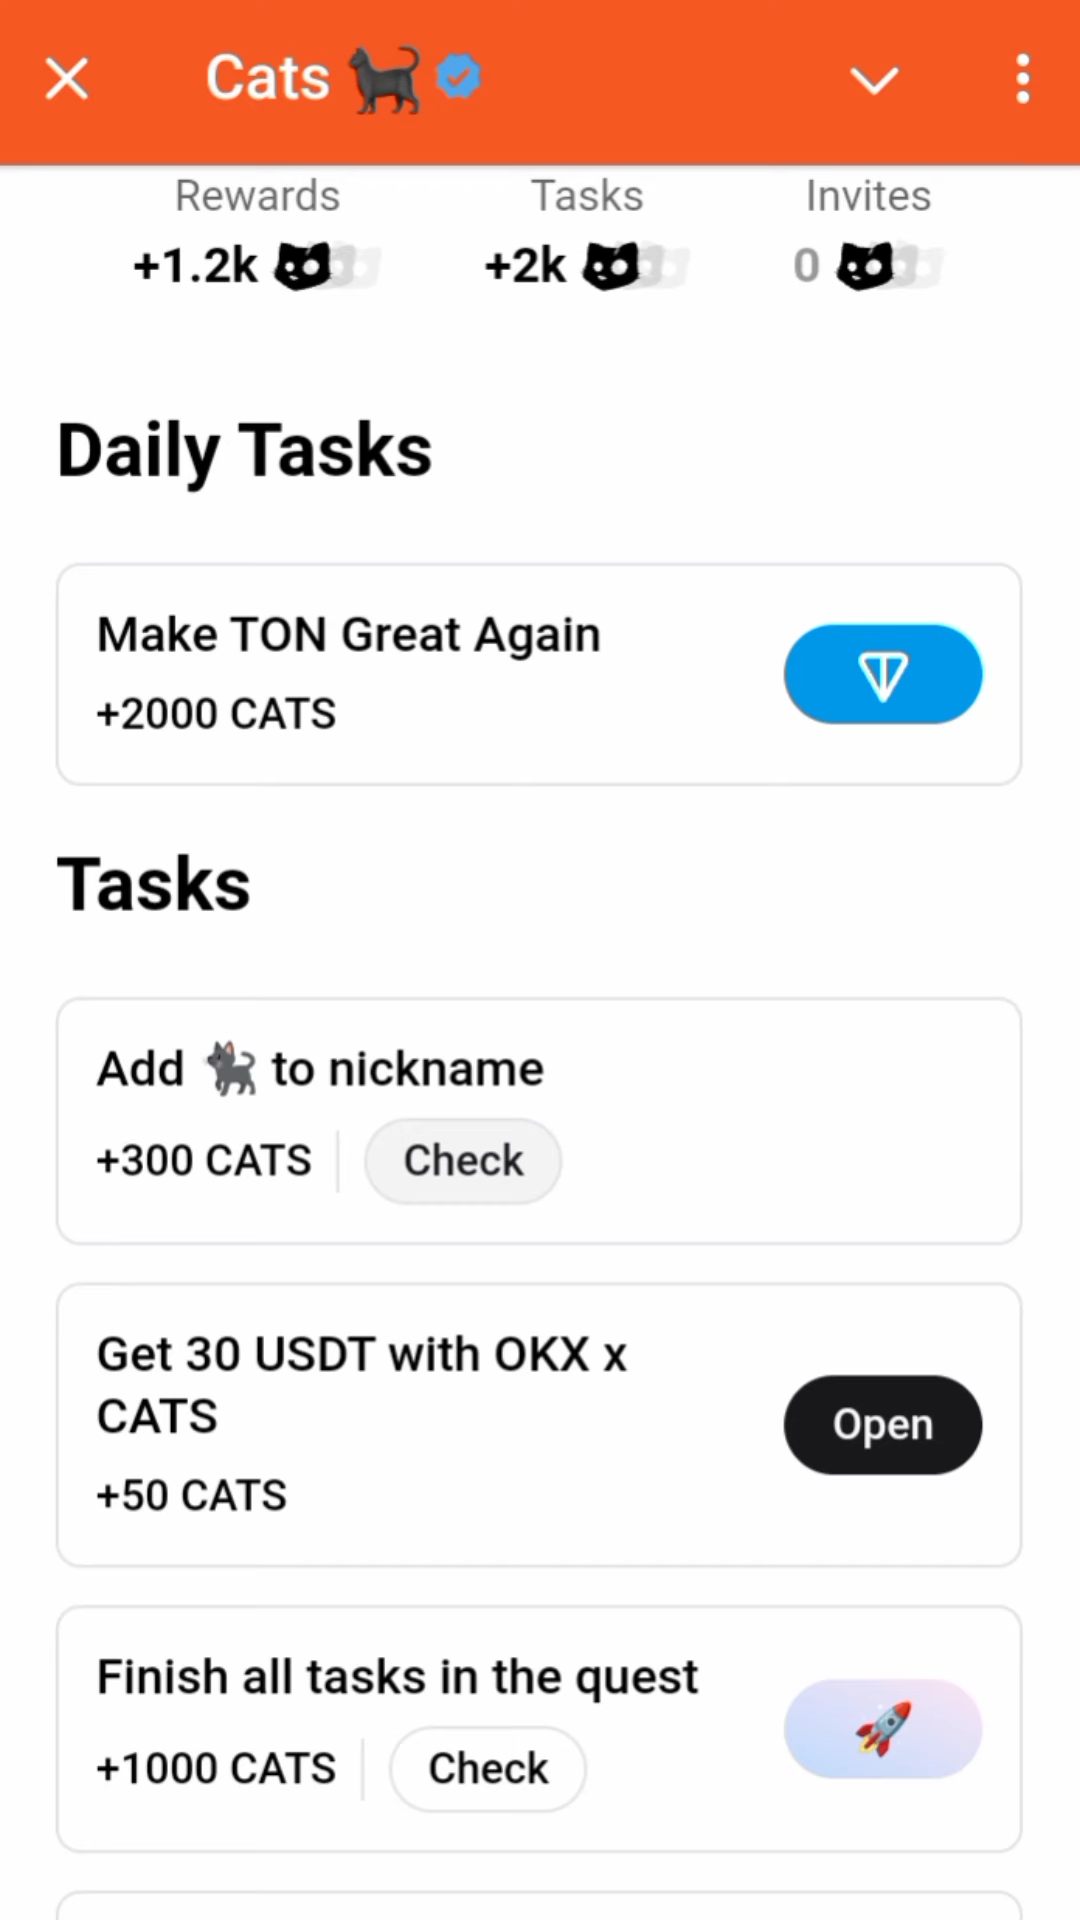 Cats 🐈‍⬛
Rewards Tasks Invites
+1.2k +2k 0
Daily Tasks
Make TON Great Again
+2000 CATS
Tasks
Add 🐈‍⬛ to nickname
+300 CATS Check
Get 30 USDT with OKX x
CATS
Open
+50 CATS
Finish all tasks in the quest
🚀
+1000 CATS Check